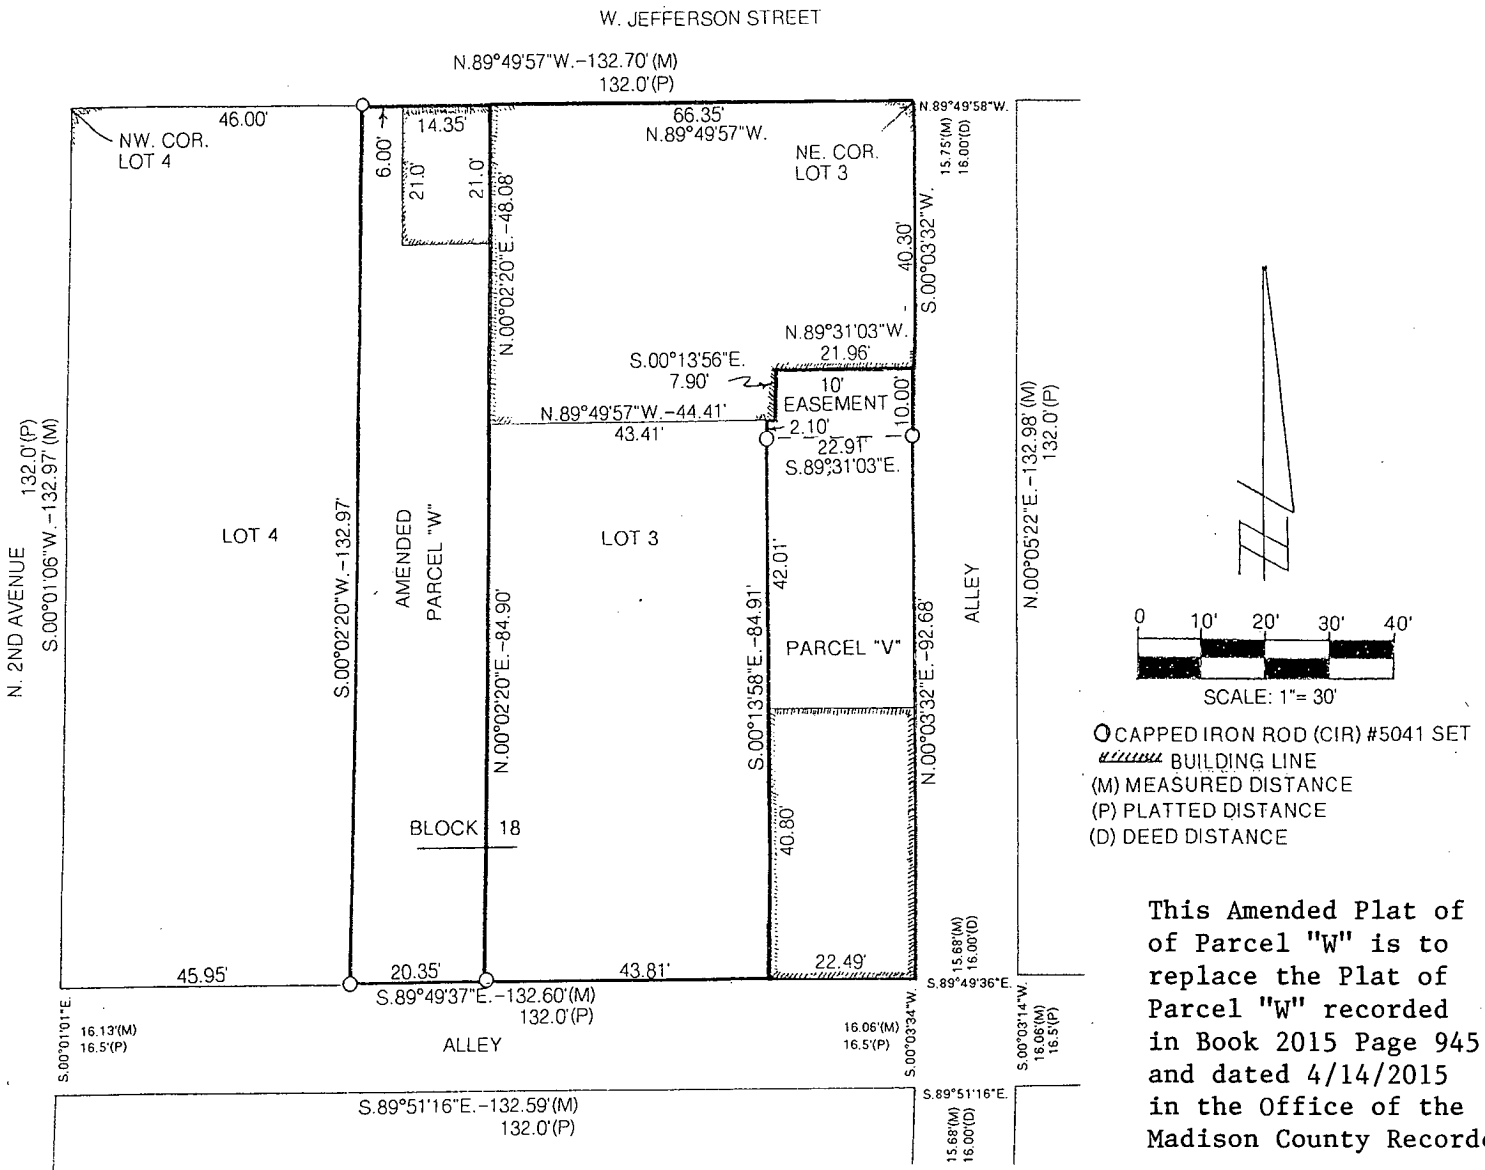 W. JEFFERSON STREET
N.89°49'57"W.-132.70'(M)
132.0'(P)
46.00'
14.35'
66.35'
N.89°49'57"W.
N.89°49'58"W.
NW. COR.
LOT 4
6.00'
21.0'
21.0'
NE. COR.
LOT 3
15.75'(M)
16.00'(D)
N.00°02'20"E.-48.08'
40.30'
S.00°03'32"W.
N.89°31'03"W.
21.96'
S.00°13'56"E.
7.90'
10'
EASEMENT
10.00'
N.89°49'57"W.-44.41'
43.41'
2.10'
22.91'
S.89°31'03"E.
N. 2ND AVENUE
132.0'(P)
S.00°01'06"W.-132.97'(M)
LOT 4
S.00°02'20"W.-132.97'
AMENDED
PARCEL "W"
LOT 3
N.00°02'20"E.-84.90'
42.01'
S.00°13'58"E.-84.91'
PARCEL "V"
N.00°03'32"E.-92.68'
ALLEY
N.00°05'22"E.-132.98'(M)
132.0'(P)
0 10' 20' 30' 40'
SCALE: 1"= 30'
CAPPED IRON ROD (CIR) #5041 SET
BUILDING LINE
(M) MEASURED DISTANCE
(P) PLATTED DISTANCE
(D) DEED DISTANCE
BLOCK 18
40.80'
22.49'
15.68'(M)
16.00'(D)
45.95'
20.35'
43.81'
S.89°49'37"E.-132.60'(M)
132.0'(P)
S.89°49'36"E.
S.00°01'01"E.
16.13'(M)
16.5'(P)
ALLEY
16.06'(M)
16.5'(P)
S.00°03'34"W.
S.00°03'14"W.
16.06'(M)
16.5'(P)
S.89°51'16"E.-132.59'(M)
132.0'(P)
S.89°51'16"E.
15.68'(M)
16.00'(D)
This Amended Plat of
of Parcel "W" is to
replace the Plat of
Parcel "W" recorded
in Book 2015 Page 945
and dated 4/14/2015
in the Office of the
Madison County Recorde